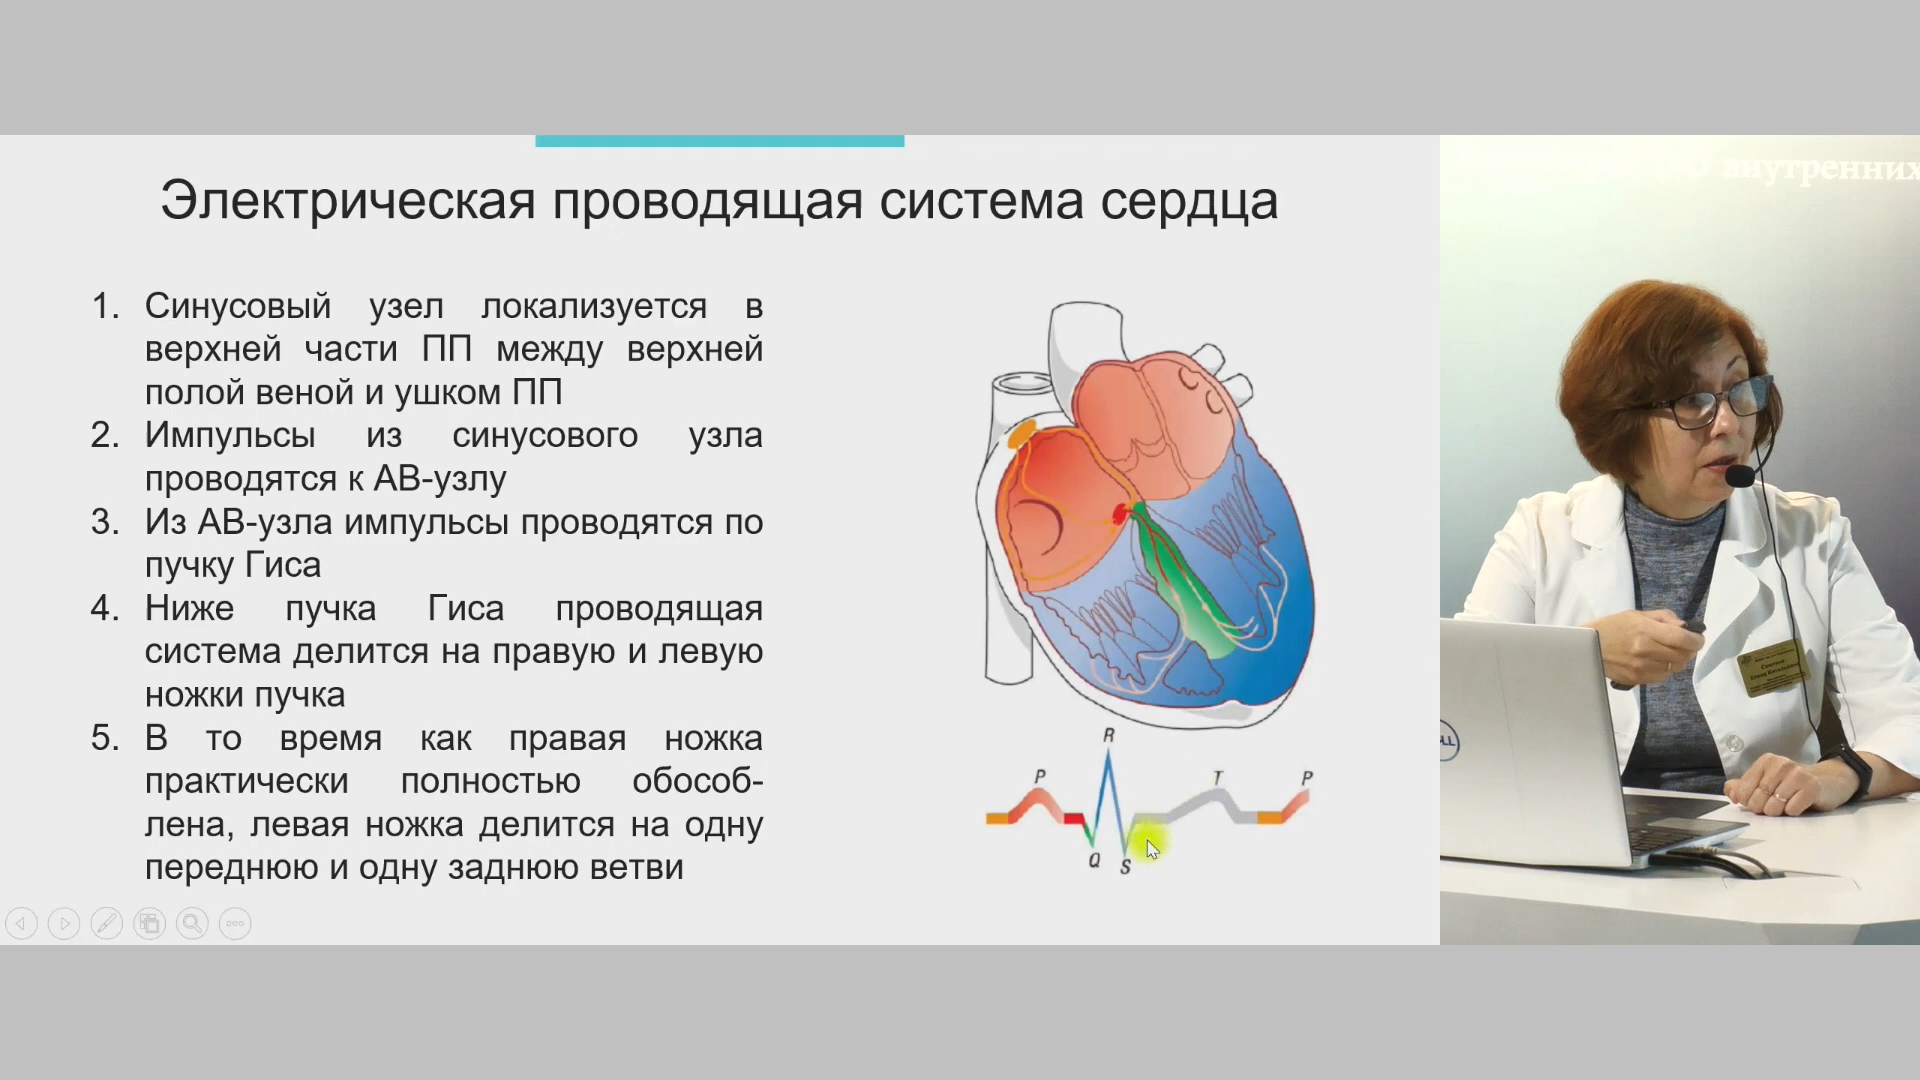 Электрическая проводящая система сердца
1. Синусовый узел локализуется в
верхней части ПП между верхней
полой веной и ушком ПП
2. Импульсы из синусового узла
проводятся к АВ-узлу
3. Из АВ-узла импульсы проводятся по
пучку Гиса
4. Ниже пучка Гиса проводящая
система делится на правую и левую
ножки пучка
5. В то время как правая ножка
практически полностью обособ-
лена, левая ножка делится на одну
переднюю и одну заднюю ветви
R
P
T
P
Q
S
внутренних